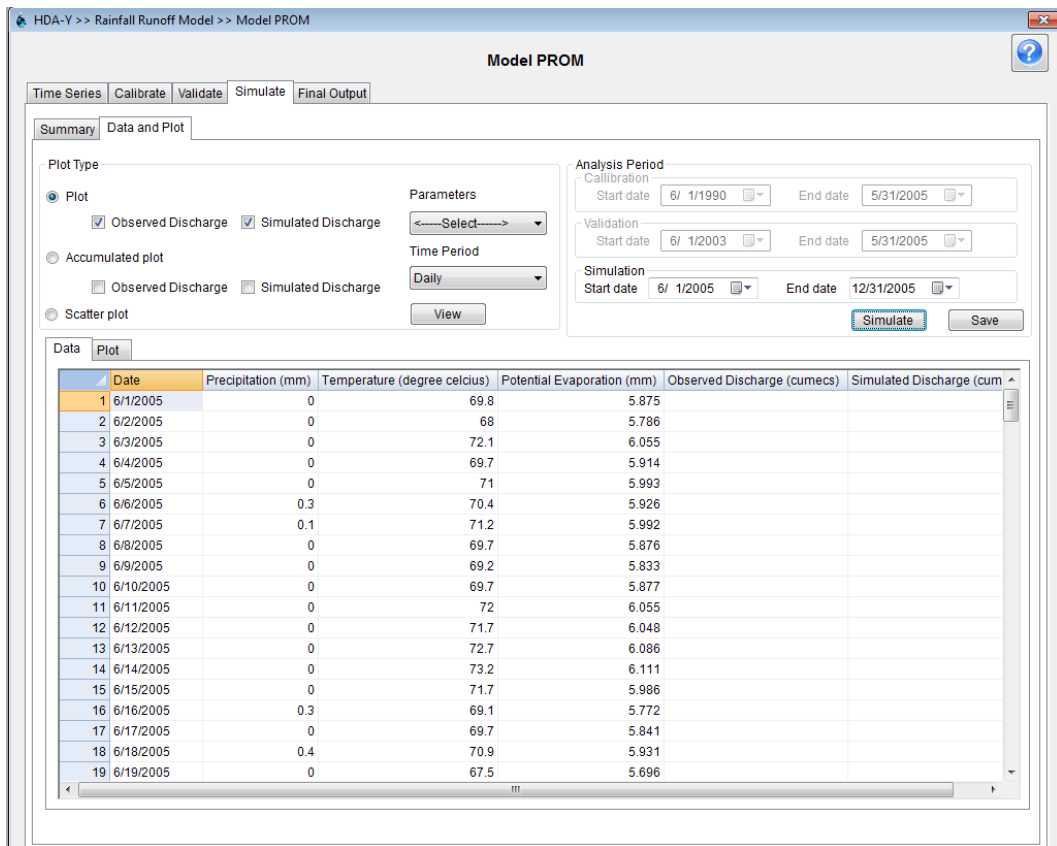 HDA-Y >> Rainfall Runoff Model >> Model PROM
Model PROM
Time Series Calibrate Validate Simulate Final Output
Summary Data and Plot
Plot Type
Plot
Observed Discharge Simulated Discharge
Accumulated plot
Observed Discharge Simulated Discharge
Scatter plot
Parameters
<-----Select------>
Time Period
Daily
View
Analysis Period
Callibration
Start date 6/ 1/1990 End date 5/31/2005
Validation
Start date 6/ 1/2003 End date 5/31/2005
Simulation
Start date 6/ 1/2005 End date 12/31/2005
Simulate Save
Data Plot
Date Precipitation (mm) Temperature (degree celcius) Potential Evaporation (mm) Observed Discharge (cumecs) Simulated Discharge (cum
1 6/1/2005 0 69.8 5.875
2 6/2/2005 0 68 5.786
3 6/3/2005 0 72.1 6.055
4 6/4/2005 0 69.7 5.914
5 6/5/2005 0 71 5.993
6 6/6/2005 0.3 70.4 5.926
7 6/7/2005 0.1 71.2 5.992
8 6/8/2005 0 69.7 5.876
9 6/9/2005 0 69.2 5.833
10 6/10/2005 0 69.7 5.877
11 6/11/2005 0 72 6.055
12 6/12/2005 0 71.7 6.048
13 6/13/2005 0 72.7 6.086
14 6/14/2005 0 73.2 6.111
15 6/15/2005 0 71.7 5.986
16 6/16/2005 0.3 69.1 5.772
17 6/17/2005 0 69.7 5.841
18 6/18/2005 0.4 70.9 5.931
19 6/19/2005 0 67.5 5.696